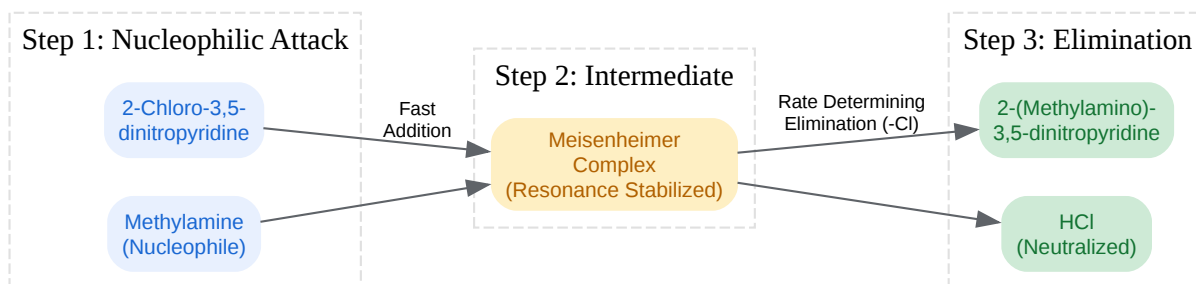 Step 1: Nucleophilic Attack
2-Chloro-3,5-
dinitropyridine
Methylamine
(Nucleophile)
Fast
Addition
Step 2: Intermediate
Meisenheimer
Complex
(Resonance Stabilized)
Rate Determining
Elimination (-Cl)
Step 3: Elimination
2-(Methylamino)-
3,5-dinitropyridine
HCl
(Neutralized)